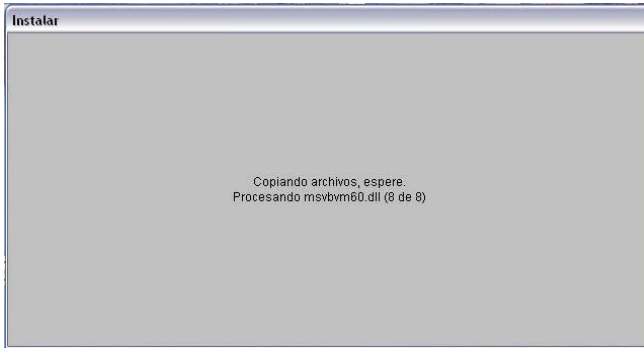 Instalar
Copiando archivos, espere.
Procesando msvbvm60.dll (8 de 8)